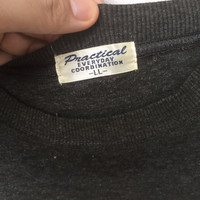 Practical
EVERYDAY
COORDINATION
-LL-